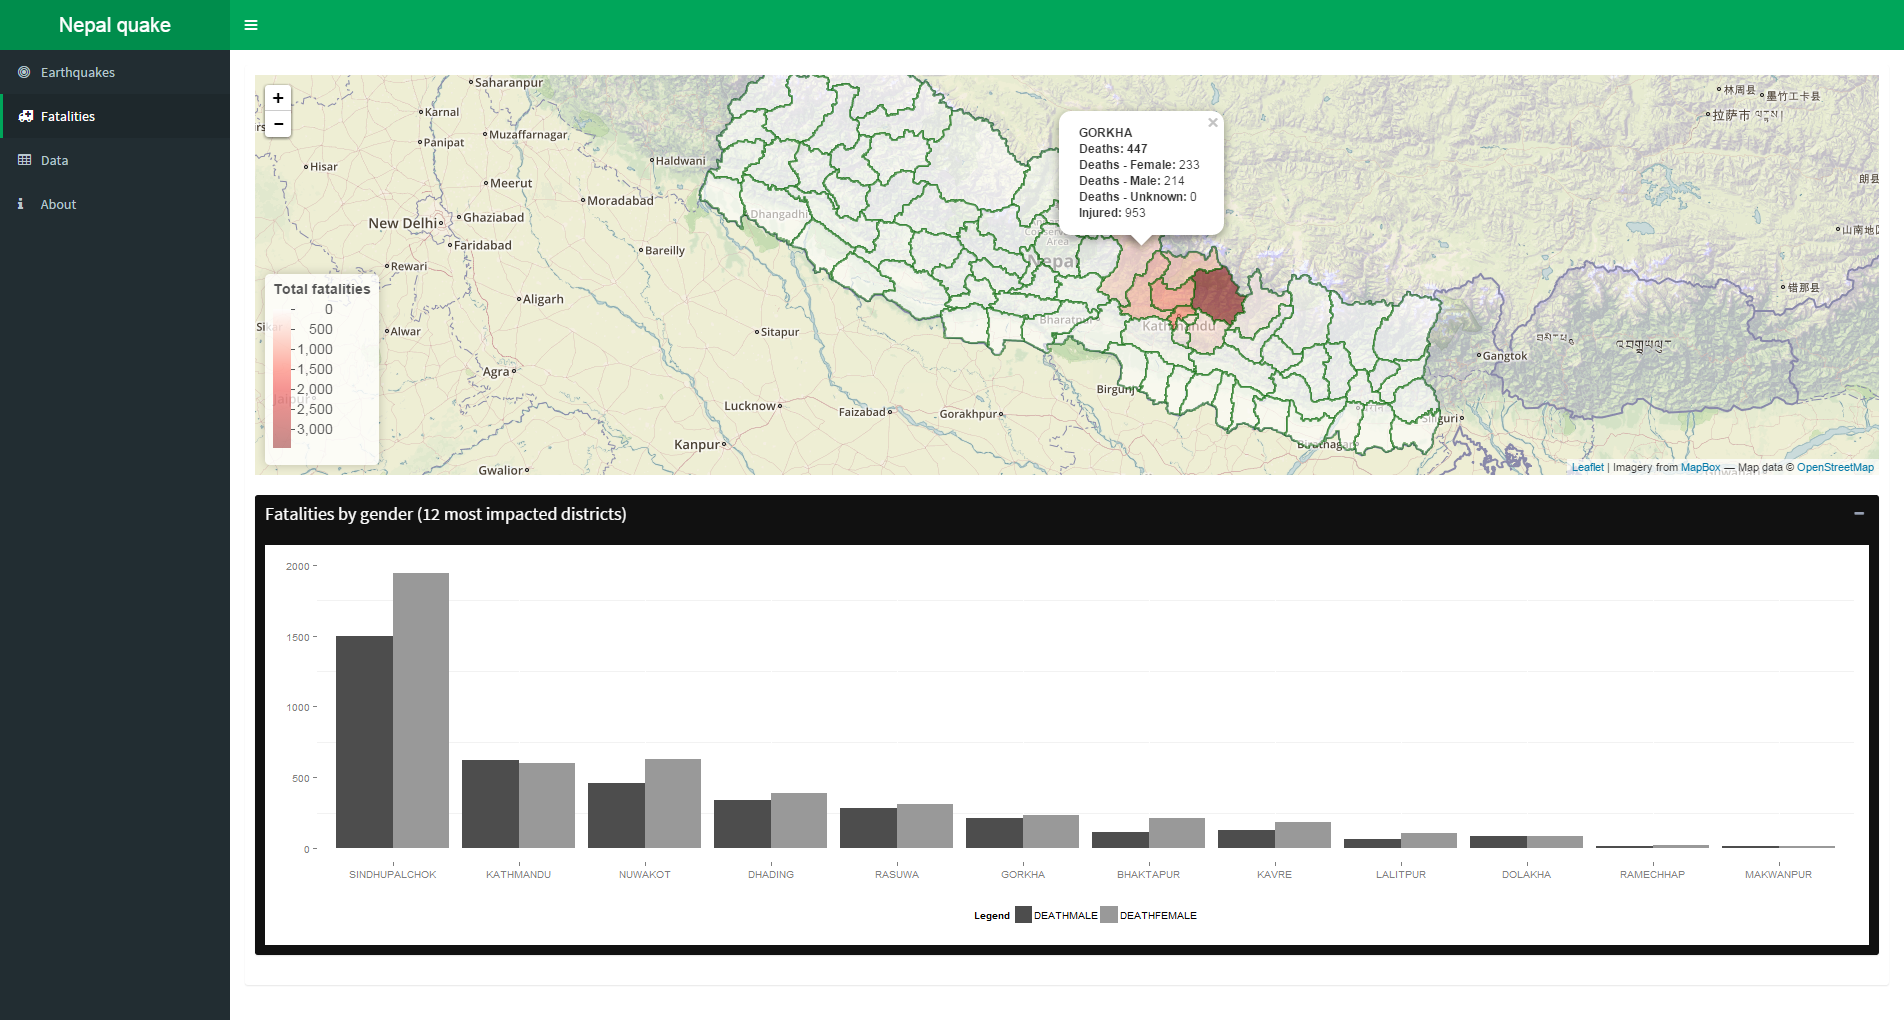 Nepal quake
Earthquakes
Fatalities
Data
About
+
−
Saharanpur
Karnal
Muzaffarnagar
Panipat
Haldwani
Hisar
Meerut
Moradabad
Dhangadhi
New Delhi
Ghaziabad
Faridabad
Bareilly
Rewari
Aligarh
Alwar
Sitapur
Agra
Lucknow
Faizabad
Gorakhpur
Kanpur
Gwalior
Area
Nepal
Bharatpur
Kathmandu
Birgunj
Biratnagar
Siliguri
Gangtok
林周县
墨竹工卡县
拉萨市
朗县
山南地区
错那县
GORKHA
Deaths: 447
Deaths - Female: 233
Deaths - Male: 214
Deaths - Unknown: 0
Injured: 953
×
Total fatalities
0
500
1,000
1,500
2,000
2,500
3,000
Leaflet | Imagery from MapBox — Map data © OpenStreetMap
Fatalities by gender (12 most impacted districts)
2000
1500
1000
500
0
SINDHUPALCHOK KATHMANDU NUWAKOT DHADING RASUWA GORKHA BHAKTAPUR KAVRE LALITPUR DOLAKHA RAMECHHAP MAKWANPUR
Legend DEATHMALE DEATHFEMALE